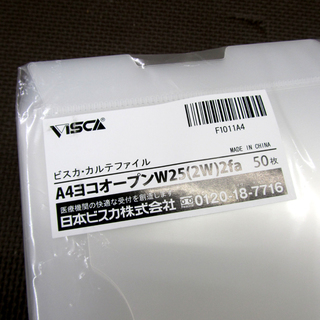 VISCA
F1011A4
MADE IN CHINA
ビスカ・カルテファイル
A4ヨコオープンW25(2W)2fa 50枚
医療機関の快適な受付を創造します
日本ビスカ株式会社 0120-18-7716